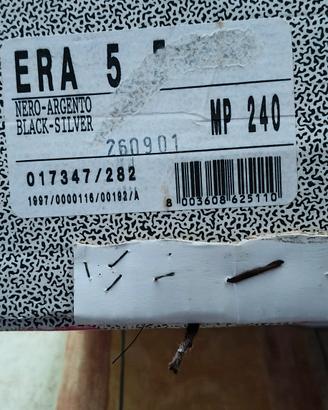 ERA 5
NERO-ARGENTO
BLACK-SILVER
MP 240
260901
017347/282
1997/0000116/00192/A
8 003608 625110